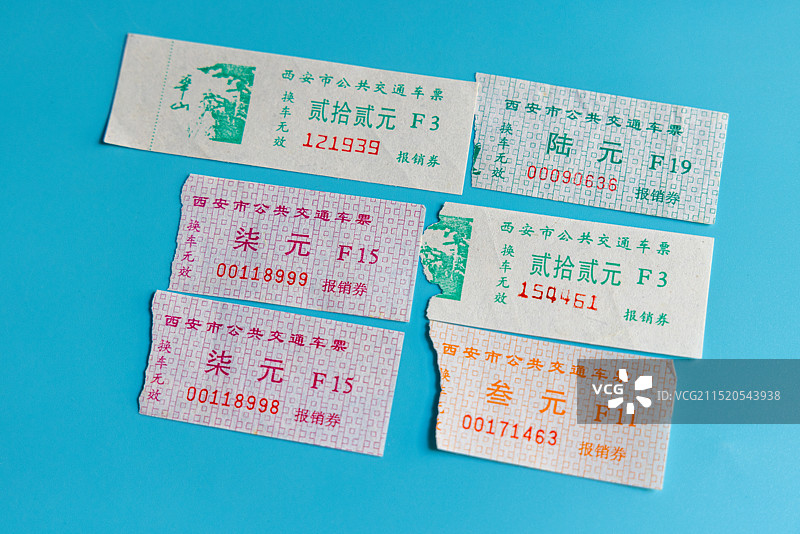 华山
西安市公共交通车票
换车无效
贰拾贰元 F3
121939
报销券
西安市公共交通车票
换车无效
陆元 F19
00090636
报销券
西安市公共交通车票
换车无效
柒元 F15
00118999
报销券
西安市公共交通车票
换车无效
贰拾贰元 F3
154461
报销券
西安市公共交通车票
换车无效
柒元 F15
00118998
报销券
西安市公共交通车票
叁元 F11
00171463
报销券
VCG
ID:VCG211520543938